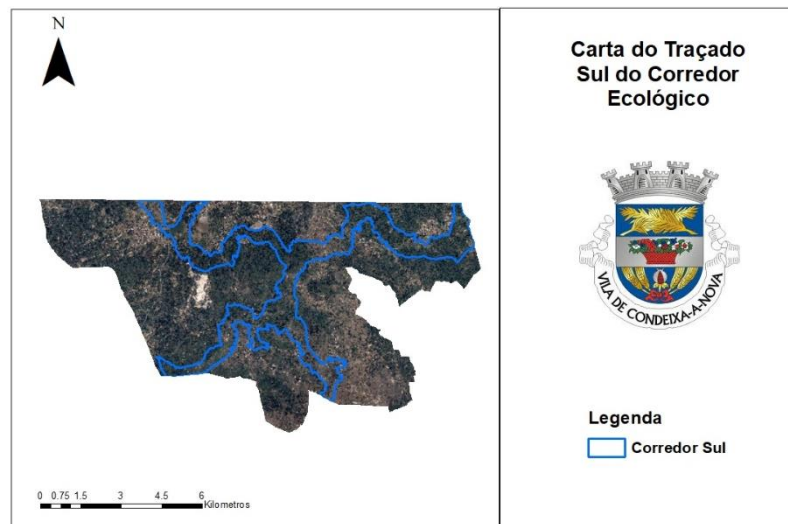 N
Carta do Traçado
Sul do Corredor
Ecológico
VILA DE CONDEIXA-A-NOVA
Legenda
Corredor Sul
0 0.75 1.5 3 4.5 6
Kilometros